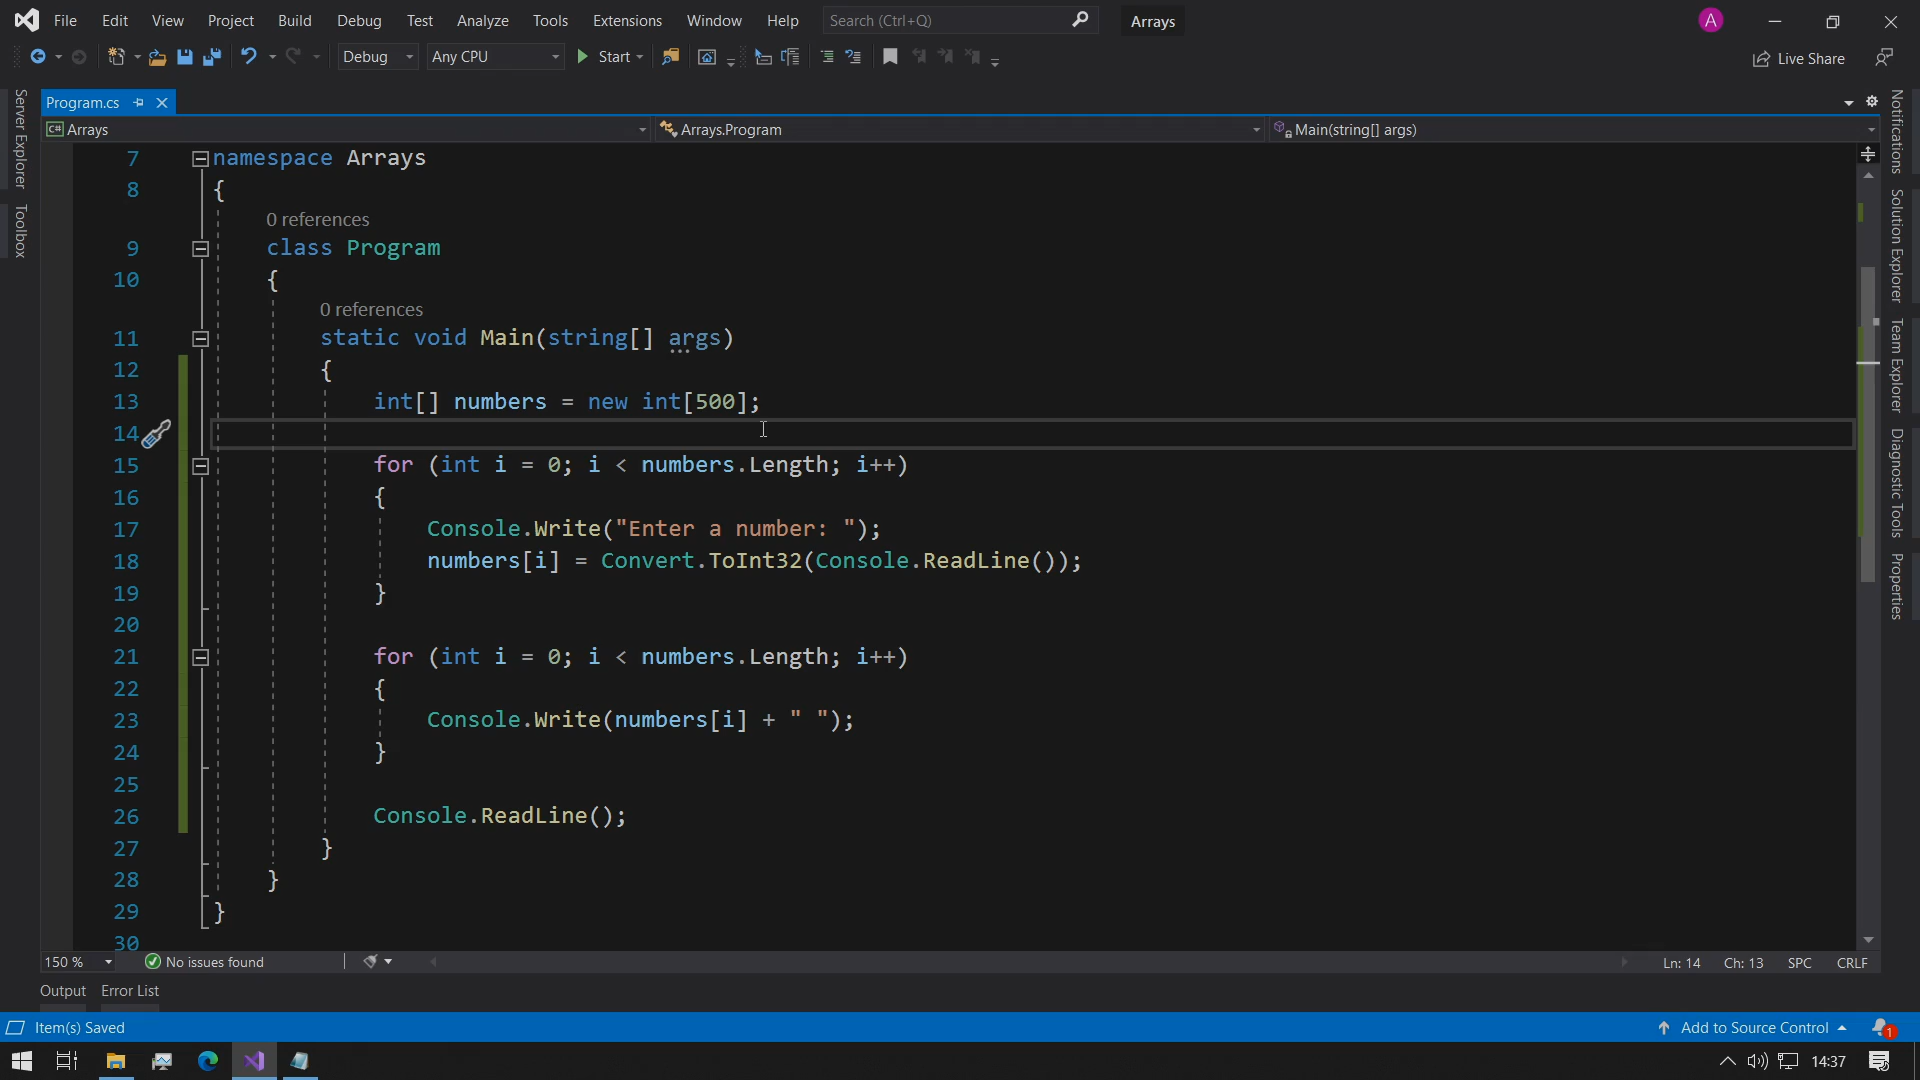 File Edit View Project Build Debug Test Analyze Tools Extensions Window Help Search (Ctrl+Q) Arrays A
Debug Any CPU Start Live Share
Server Explorer
Toolbox
Program.cs
C# Arrays Arrays.Program Main(string[] args)
7 namespace Arrays
8 {
0 references
9 class Program
10 {
0 references
11 static void Main(string[] args)
12 {
13 int[] numbers = new int[500];
14
15 for (int i = 0; i < numbers.Length; i++)
16 {
17 Console.Write("Enter a number: ");
18 numbers[i] = Convert.ToInt32(Console.ReadLine());
19 }
20
21 for (int i = 0; i < numbers.Length; i++)
22 {
23 Console.Write(numbers[i] + " ");
24 }
25
26 Console.ReadLine();
27 }
28 }
29 }
30
Notifications
Solution Explorer
Team Explorer
Diagnostic Tools
Properties
150 % No issues found Ln: 14 Ch: 13 SPC CRLF
Output Error List
Item(s) Saved Add to Source Control 1
14:37